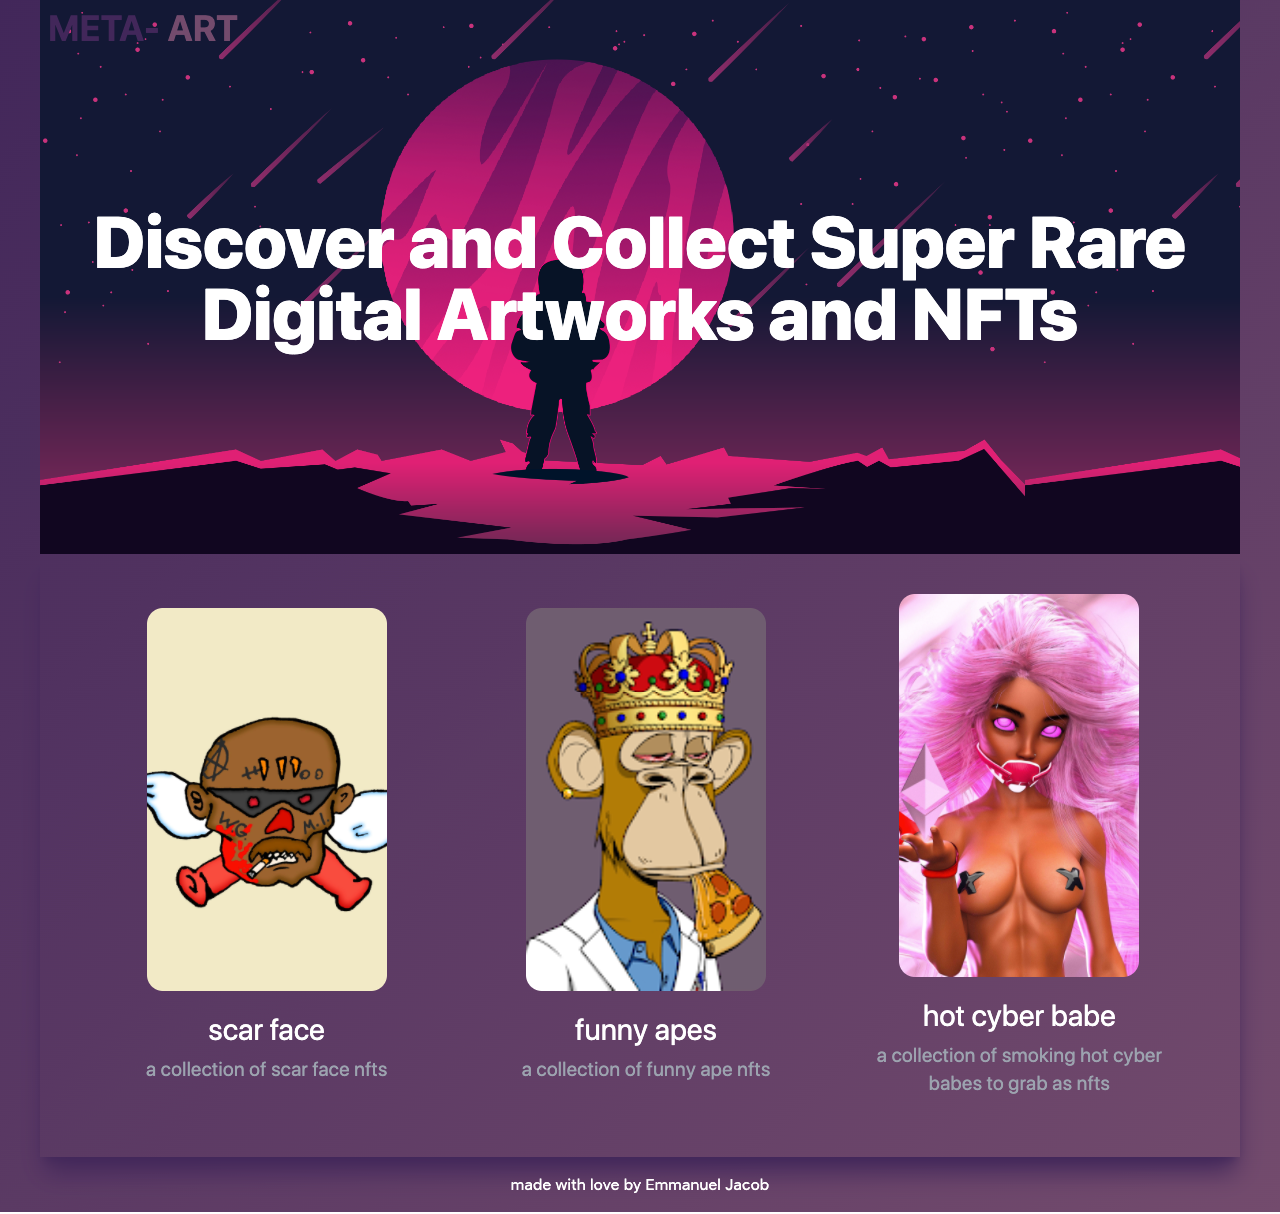 META- ART
Discover and Collect Super Rare
Digital Artworks and NFTs
W.G.
M.I.
scar face
a collection of scar face nfts
funny apes
a collection of funny ape nfts
hot cyber babe
a collection of smoking hot cyber
babes to grab as nfts
made with love by Emmanuel Jacob